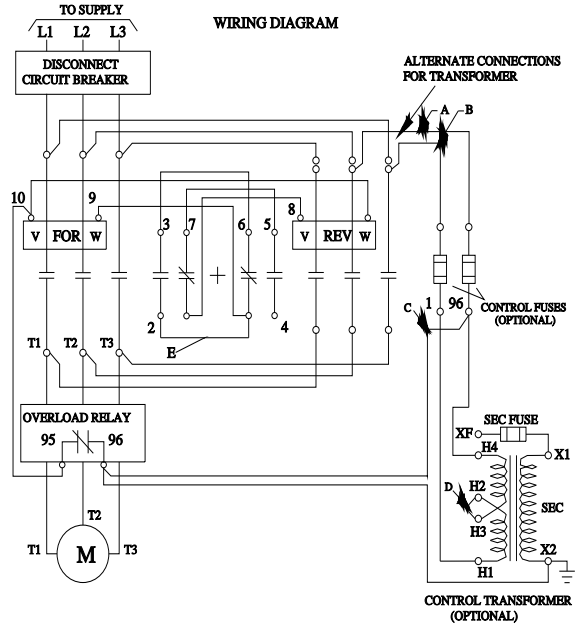 TO SUPPLY
WIRING DIAGRAM
L1 L2 L3
DISCONNECT
CIRCUIT BREAKER
ALTERNATE CONNECTIONS
FOR TRANSFORMER
A B
10 9 3 7 6 5 8
V FOR W
V REV W
2 4
E
C 1 96
CONTROL FUSES
(OPTIONAL)
T1 T2 T3
OVERLOAD RELAY
95 96
SEC FUSE
XF
H4 X1
D H2
SEC
H3
T2
T1 M T3
X2
H1
CONTROL TRANSFORMER
(OPTIONAL)